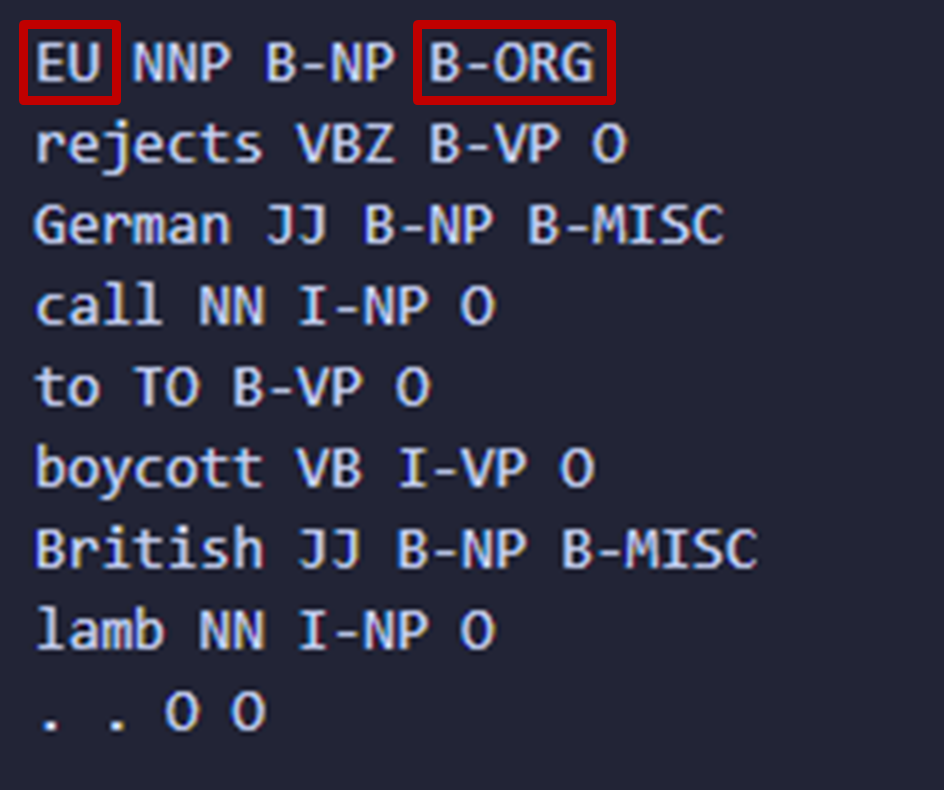 EU NNP B-NP B-ORG
rejects VBZ B-VP O
German JJ B-NP B-MISC
call NN I-NP O
to TO B-VP O
boycott VB I-VP O
British JJ B-NP B-MISC
lamb NN I-NP O
. . O O